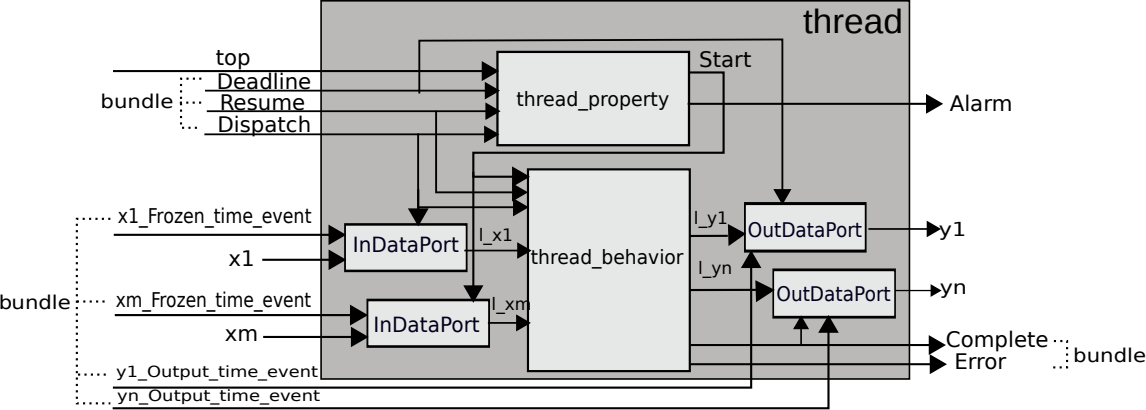 thread
top
Start
Deadline
bundle
Resume
thread_property
Alarm
Dispatch
x1_Frozen_time_event
l_y1
OutDataPort
y1
l_x1
InDataPort
x1
thread_behavior
l_yn
bundle
xm_Frozen_time_event
l_xm
OutDataPort
yn
InDataPort
xm
Complete
bundle
Error
y1_Output_time_event
yn_Output_time_event